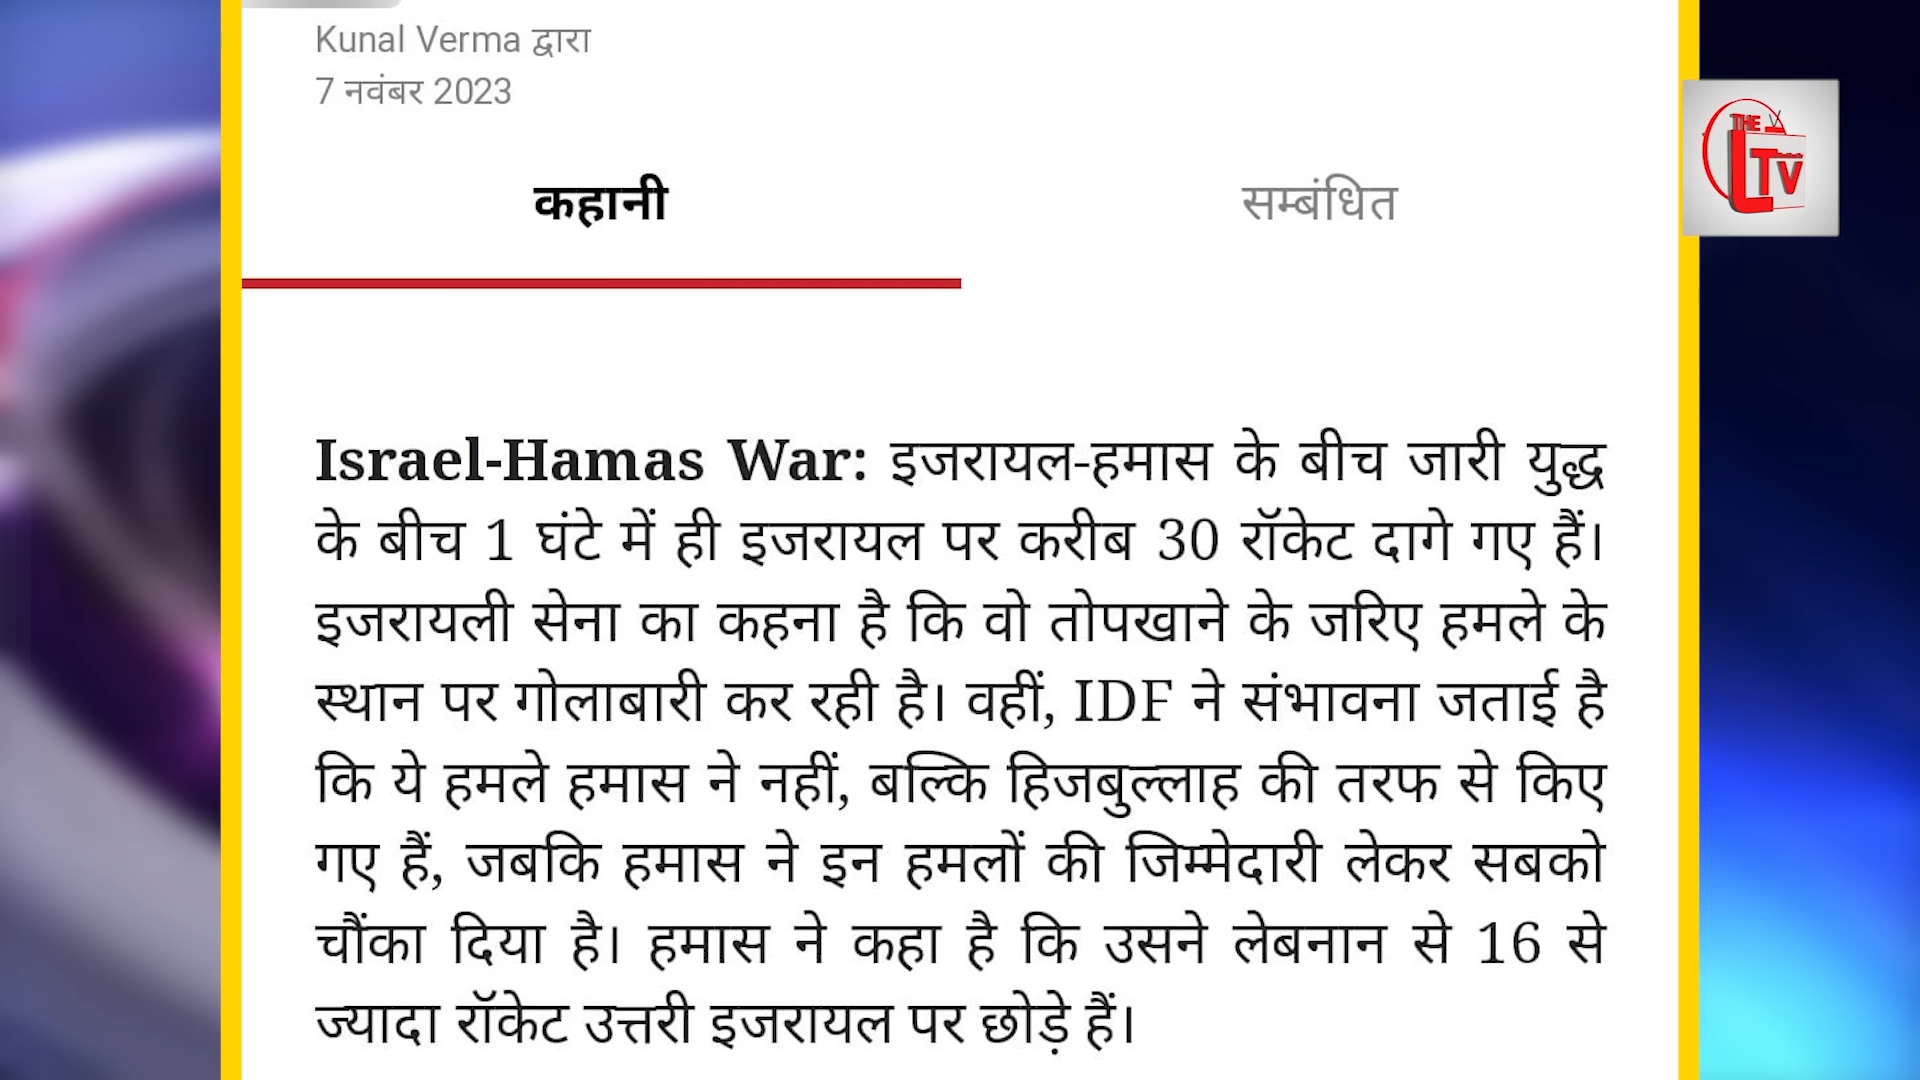 Kunal Verma द्वारा
7 नवंबर 2023
THE
LTV
कहानी
सम्बंधित
Israel-Hamas War: इजरायल-हमास के बीच जारी युद्ध
के बीच 1 घंटे में ही इजरायल पर करीब 30 रॉकेट दागे गए हैं।
इजरायली सेना का कहना है कि वो तोपखाने के जरिए हमले के
स्थान पर गोलाबारी कर रही है। वहीं, IDF ने संभावना जताई है
कि ये हमले हमास ने नहीं, बल्कि हिजबुल्लाह की तरफ से किए
गए हैं, जबकि हमास ने इन हमलों की जिम्मेदारी लेकर सबको
चौंका दिया है। हमास ने कहा है कि उसने लेबनान से 16 से
ज्यादा रॉकेट उत्तरी इजरायल पर छोड़े हैं।